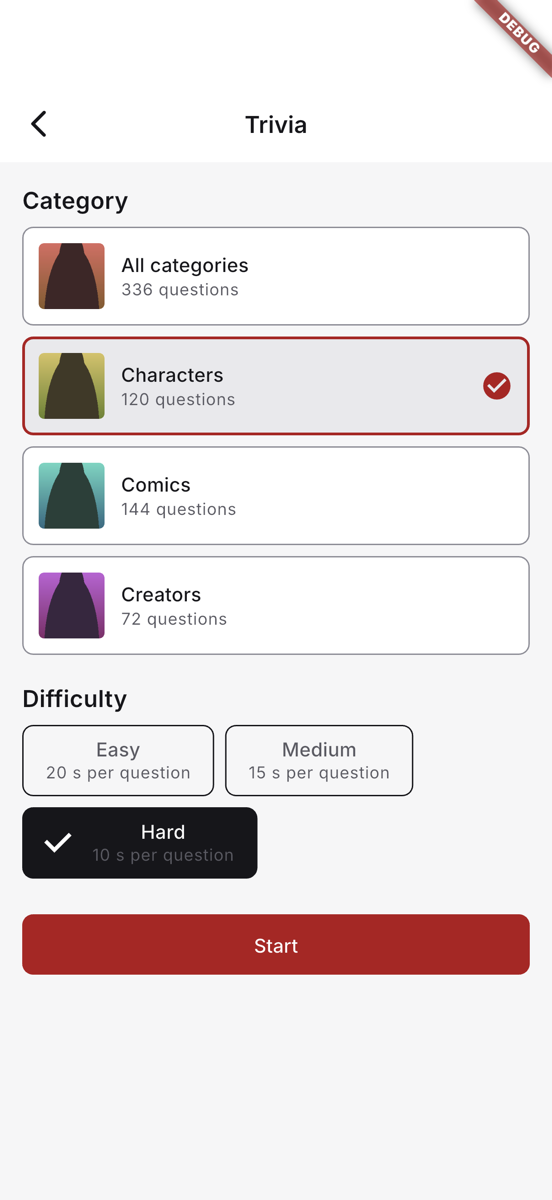 DEBUG
Trivia
Category
All categories
336 questions
Characters
120 questions
Comics
144 questions
Creators
72 questions
Difficulty
Easy
20 s per question
Medium
15 s per question
Hard
10 s per question
Start